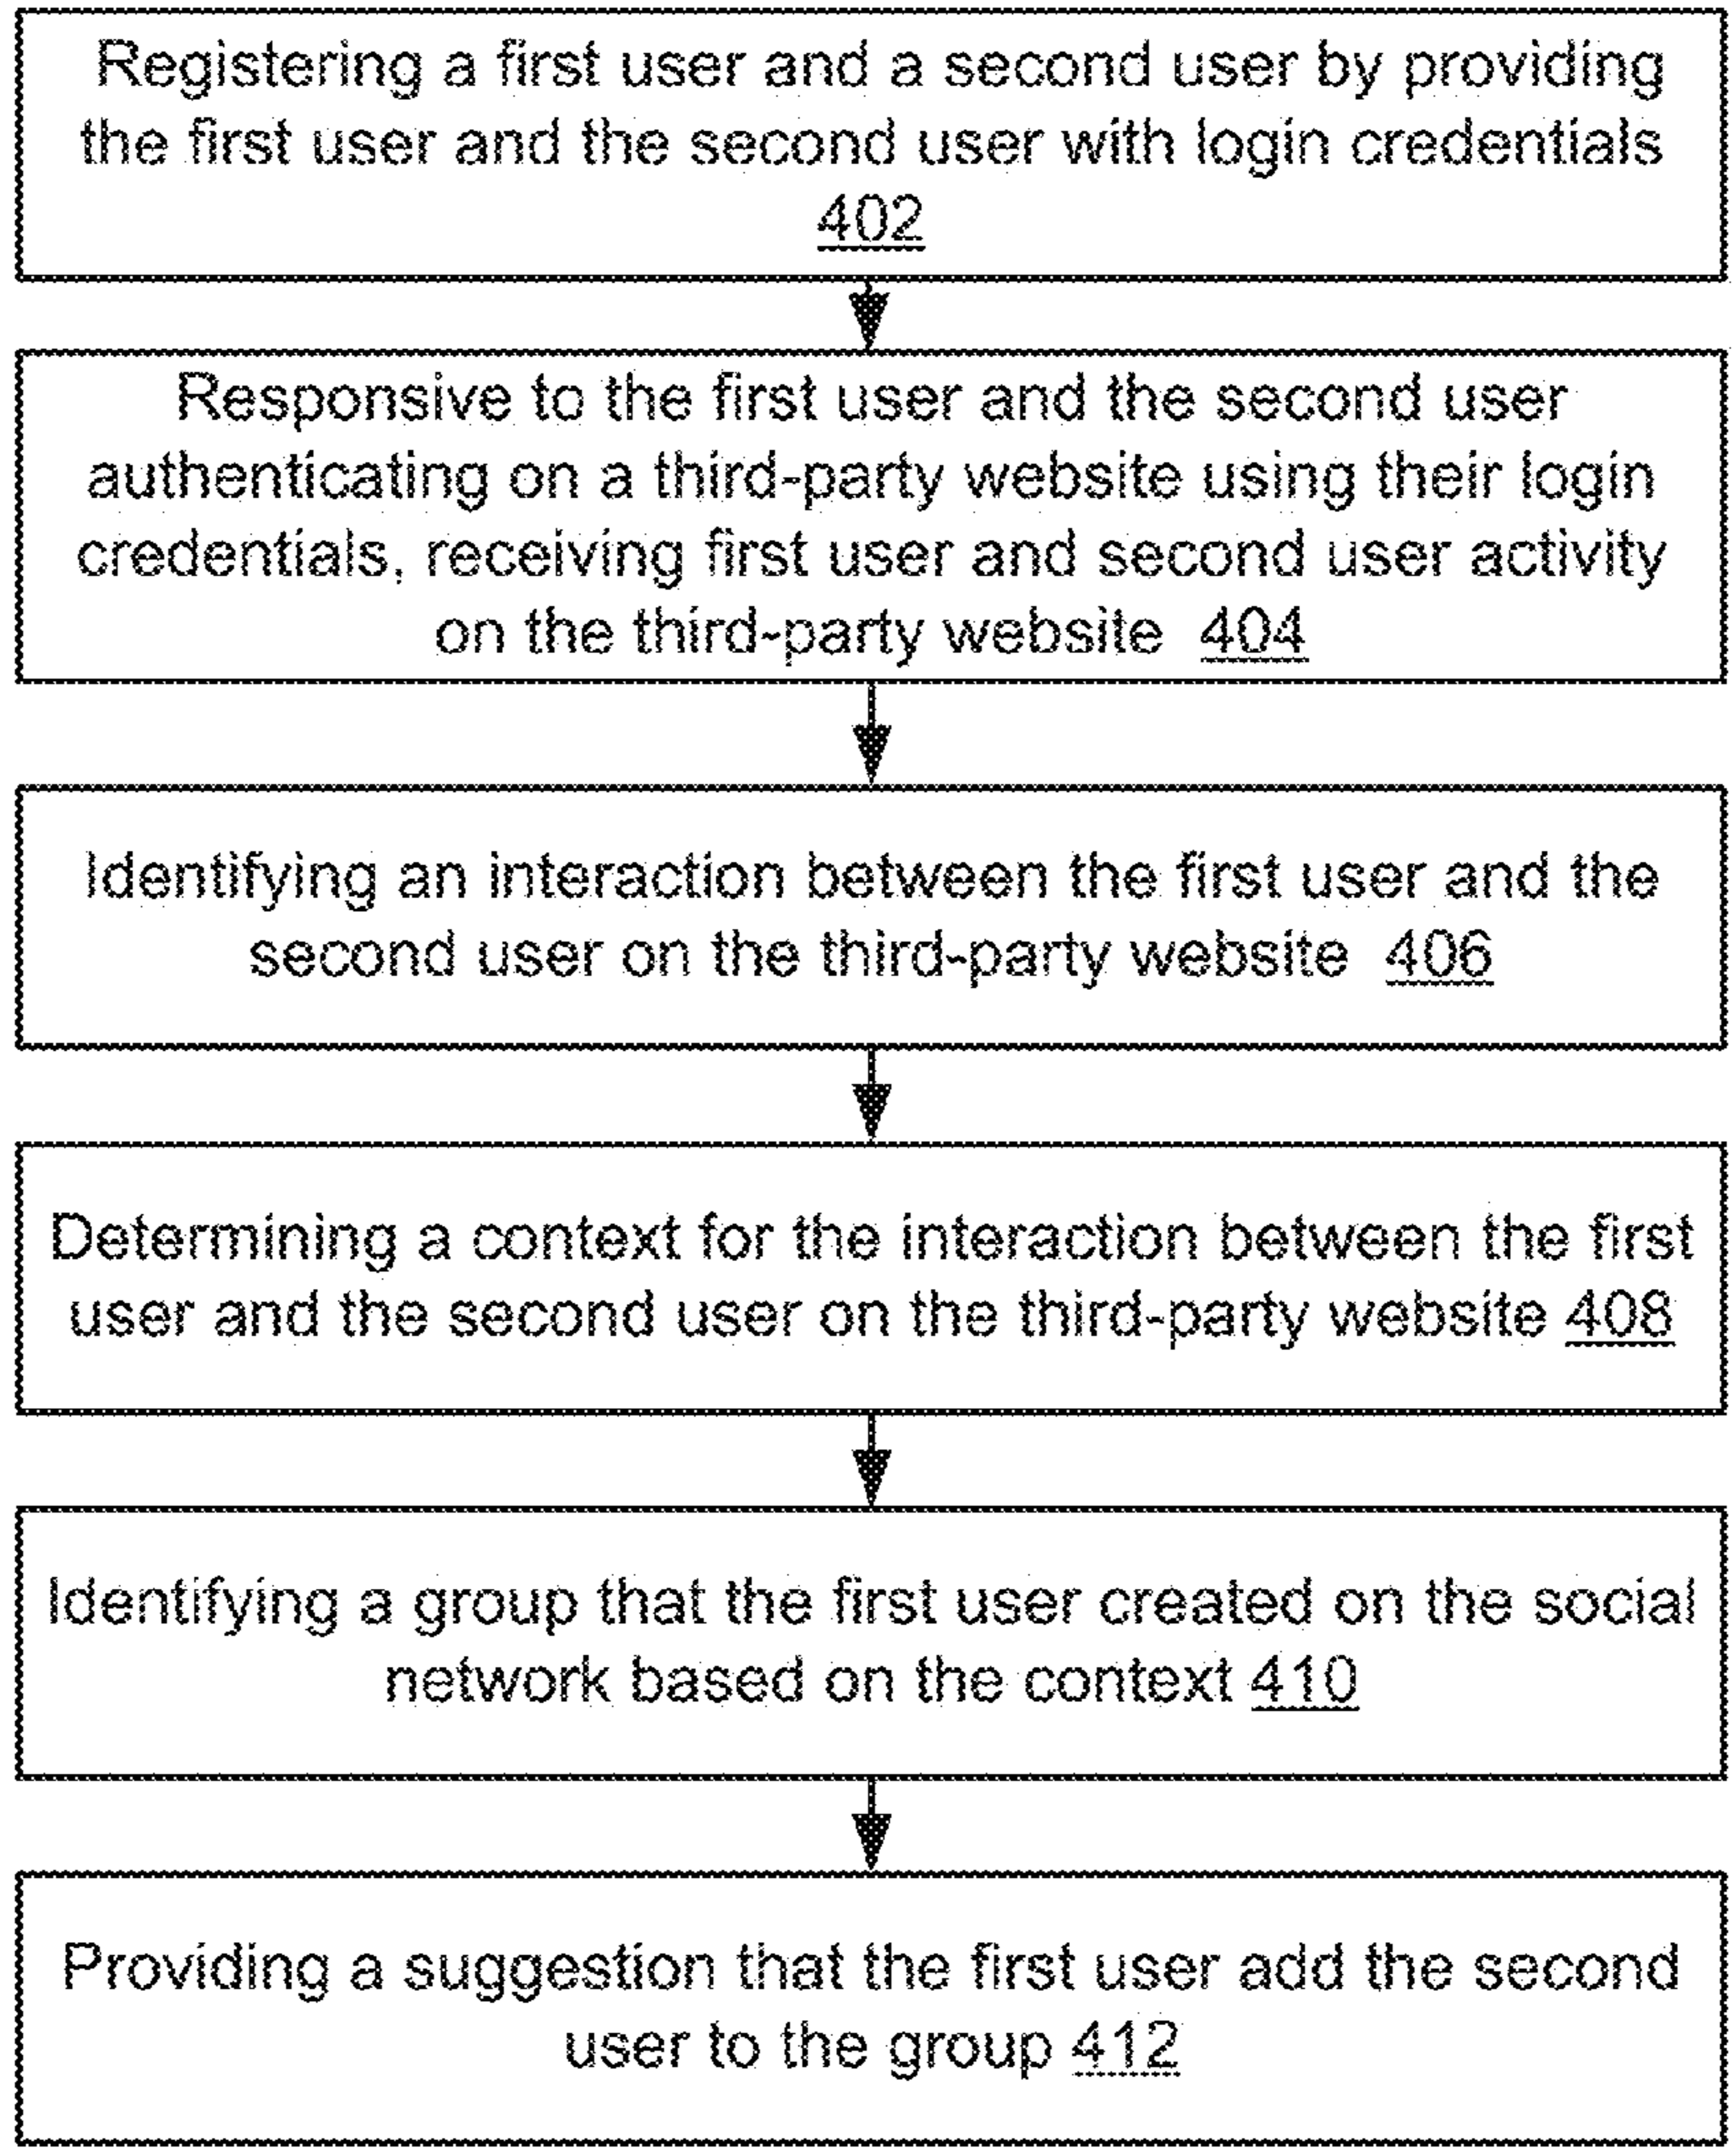 Registering a first user and a second user by providing
the first user and the second user with login credentials
402
Responsive to the first user and the second user
authenticating on a third-party website using their login
credentials, receiving first user and second user activity
on the third-party website 404
Identifying an interaction between the first user and the
second user on the third-party website 406
Determining a context for the interaction between the first
user and the second user on the third-party website 408
Identifying a group that the first user created on the social
network based on the context 410
Providing a suggestion that the first user add the second
user to the group 412